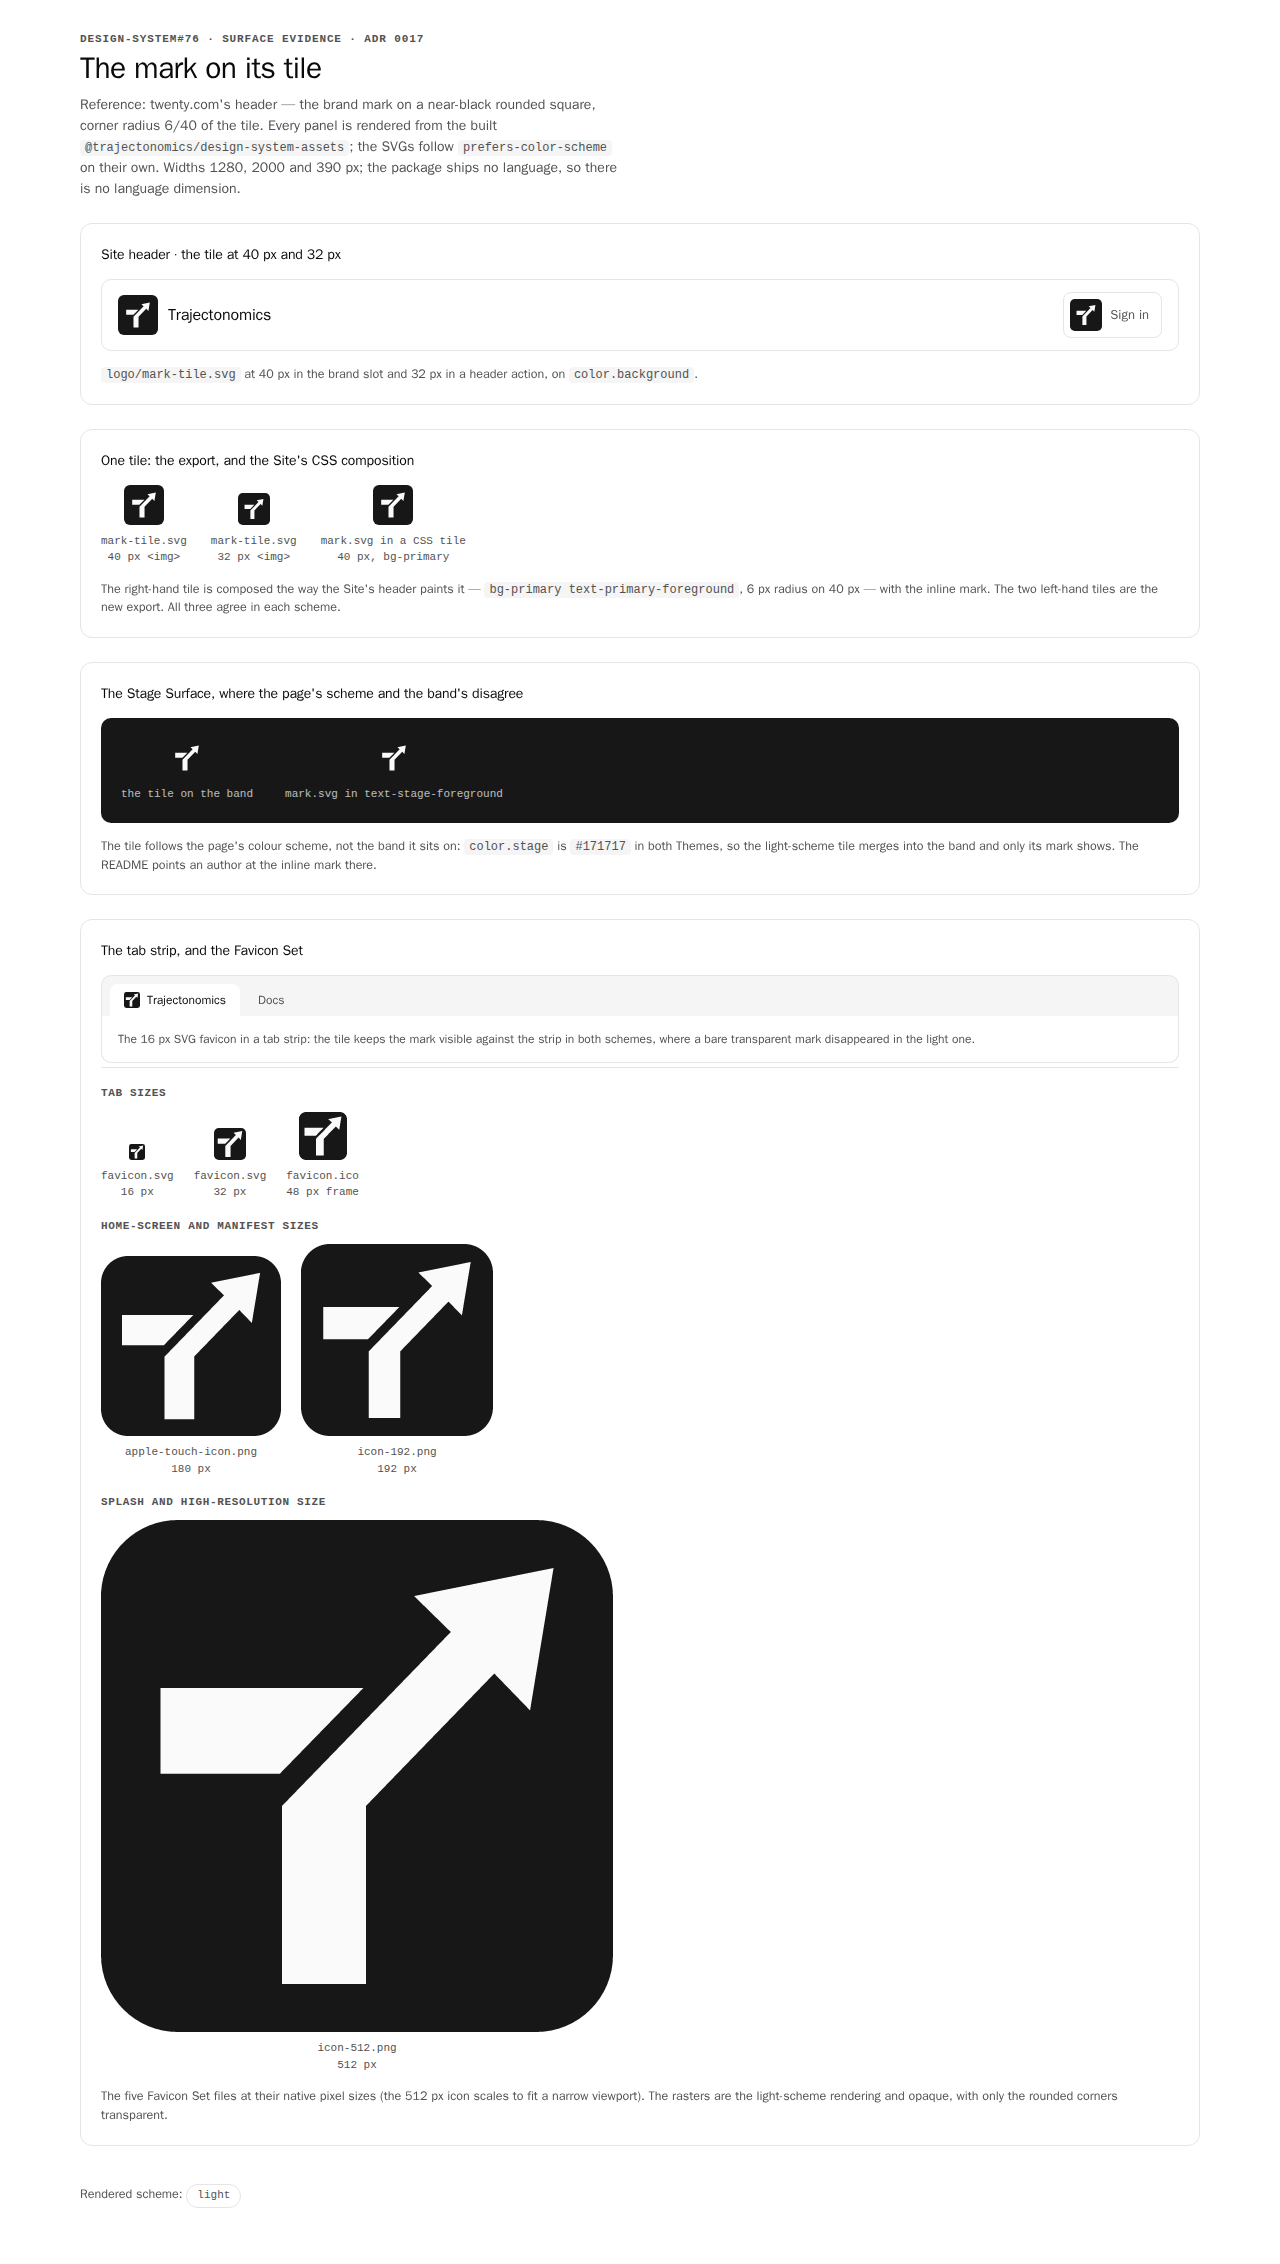 DESIGN-SYSTEM#76 · SURFACE EVIDENCE · ADR 0017
The mark on its tile
Reference: twenty.com's header — the brand mark on a near-black rounded square,
corner radius 6/40 of the tile. Every panel is rendered from the built
@trajectonomics/design-system-assets; the SVGs follow prefers-color-scheme
on their own. Widths 1280, 2000 and 390 px; the package ships no language, so there
is no language dimension.
Site header · the tile at 40 px and 32 px
Trajectonomics
Sign in
logo/mark-tile.svg at 40 px in the brand slot and 32 px in a header action, on color.background.
One tile: the export, and the Site's CSS composition
mark-tile.svg
40 px <img>
mark-tile.svg
32 px <img>
mark.svg in a CSS tile
40 px, bg-primary
The right-hand tile is composed the way the Site's header paints it — bg-primary text-primary-foreground, 6 px radius on 40 px — with the inline mark. The two left-hand tiles are the
new export. All three agree in each scheme.
The Stage Surface, where the page's scheme and the band's disagree
the tile on the band
mark.svg in text-stage-foreground
The tile follows the page's colour scheme, not the band it sits on: color.stage is #171717 in both Themes, so the light-scheme tile merges into the band and only its mark shows. The
README points an author at the inline mark there.
The tab strip, and the Favicon Set
Trajectonomics
Docs
The 16 px SVG favicon in a tab strip: the tile keeps the mark visible against the strip in both schemes, where a bare transparent mark disappeared in the light one.
TAB SIZES
favicon.svg
16 px
favicon.svg
32 px
favicon.ico
48 px frame
HOME-SCREEN AND MANIFEST SIZES
apple-touch-icon.png
180 px
icon-192.png
192 px
SPLASH AND HIGH-RESOLUTION SIZE
icon-512.png
512 px
The five Favicon Set files at their native pixel sizes (the 512 px icon scales to fit a narrow viewport). The rasters are the light-scheme rendering and opaque, with only the rounded corners
transparent.
Rendered scheme: light